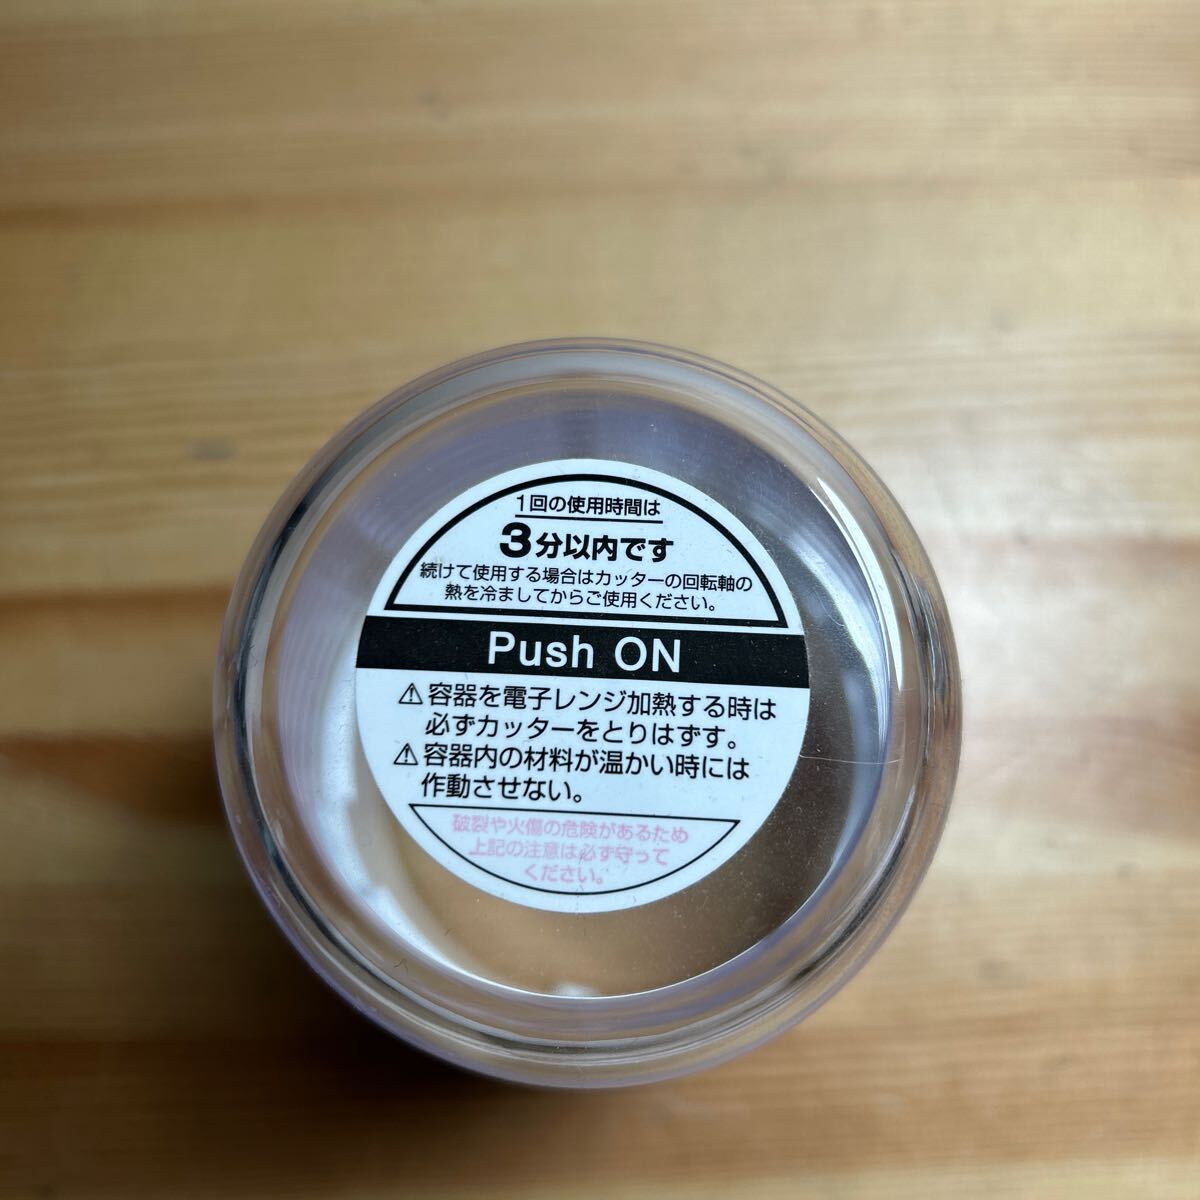 1回の使用時間は
3分以内です
続けて使用する場合はカッターの回転軸の
熱を冷ましてからご使用ください。
Push ON
⚠容器を電子レンジ加熱する時は
必ずカッターをとりはずす。
⚠容器内の材料が温かい時には
作動させない。
破裂や火傷の危険があるため
上記の注意は必ず守って
ください。